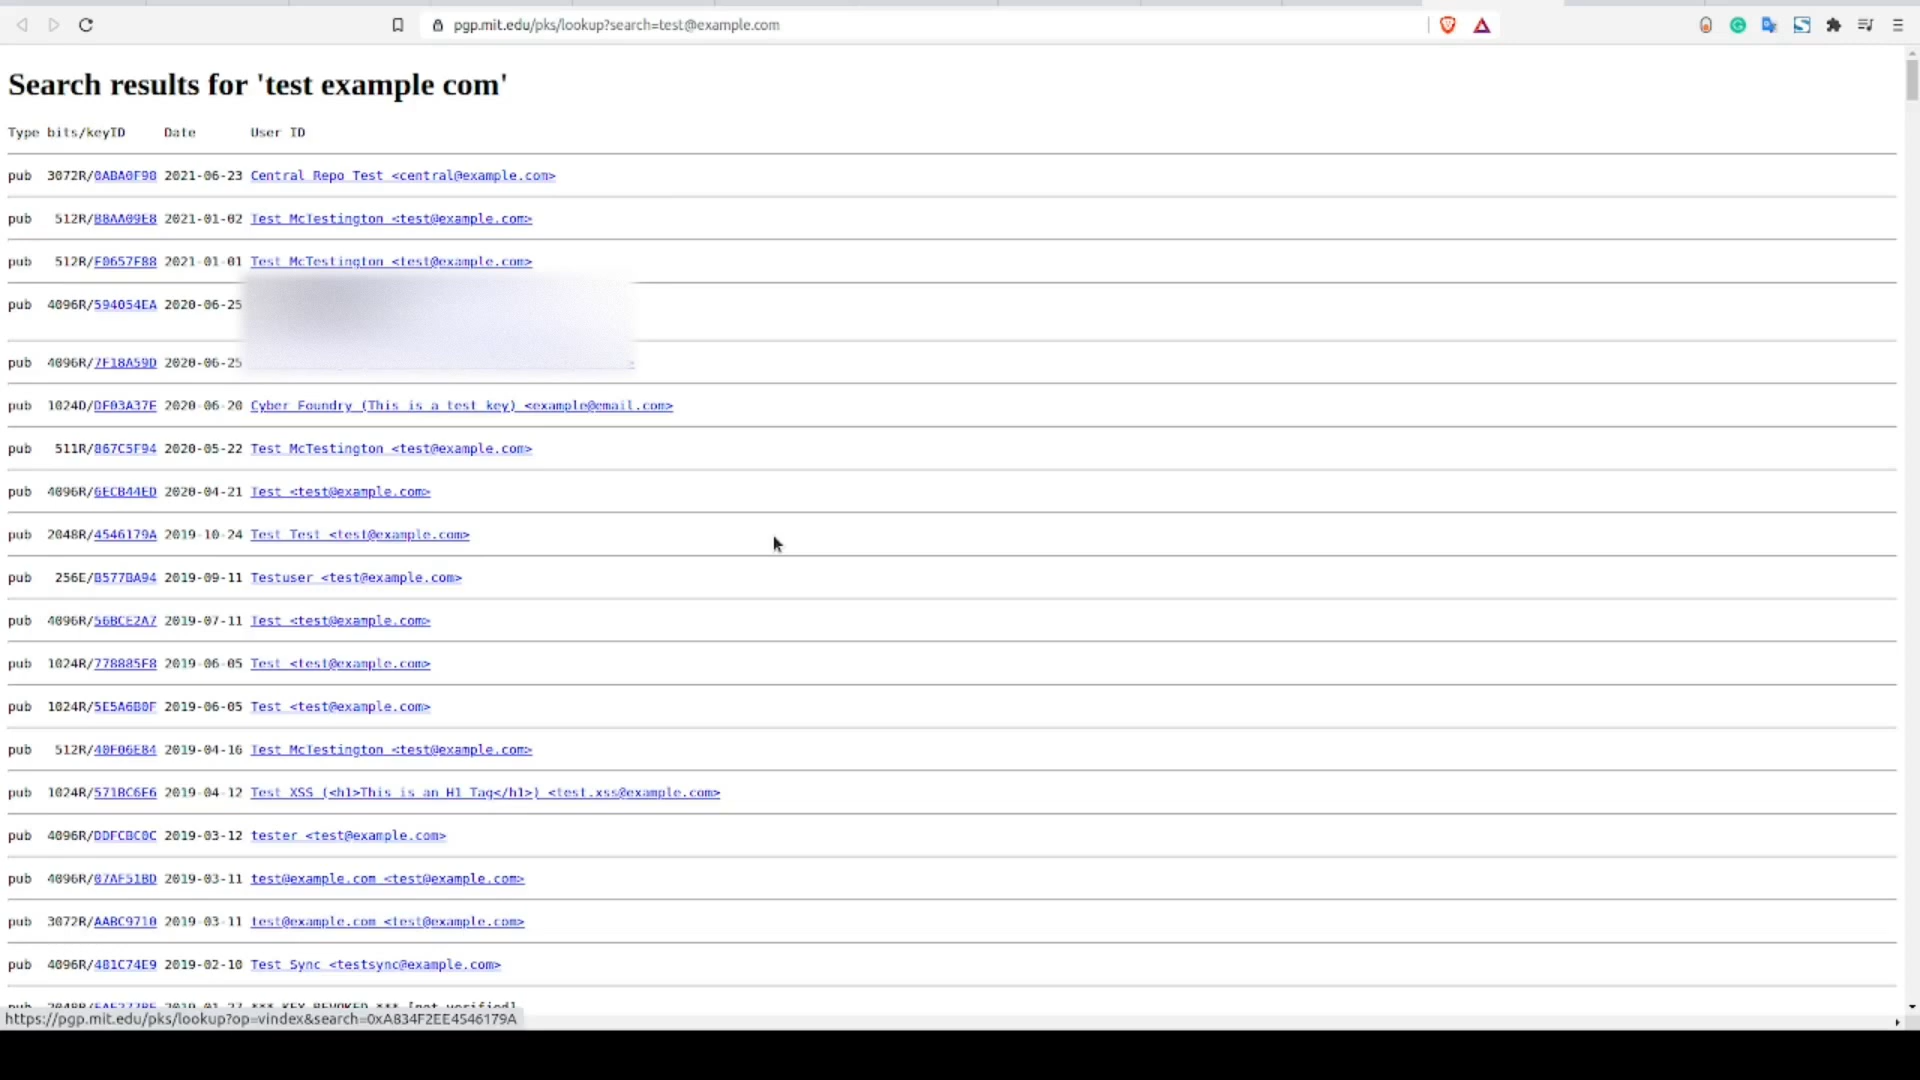 pgp.mit.edu/pks/lookup?search=test@example.com
Search results for 'test example com'
Type bits/keyID Date User ID
pub 3072R/0ABA0F98 2021-06-23 Central Repo Test <central@example.com>
pub 512R/B8AA09E8 2021-01-02 Test McTestington <test@example.com>
pub 512R/F0657F88 2021-01-01 Test McTestington <test@example.com>
pub 4096R/594054EA 2020-06-25
pub 4096R/7F18A59D 2020-06-25
pub 1024D/DF03A37E 2020-06-20 Cyber Foundry (This is a test key) <example@email.com>
pub 511R/867C5F94 2020-05-22 Test McTestington <test@example.com>
pub 4096R/6ECB44ED 2020-04-21 Test <test@example.com>
pub 2048R/4546179A 2019-10-24 Test Test <test@example.com>
pub 256E/B577BA94 2019-09-11 Testuser <test@example.com>
pub 4096R/56BCE2A7 2019-07-11 Test <test@example.com>
pub 1024R/778885F8 2019-06-05 Test <test@example.com>
pub 1024R/5E5A6B0F 2019-06-05 Test <test@example.com>
pub 512R/40F06E84 2019-04-16 Test McTestington <test@example.com>
pub 1024R/571BC6F6 2019-04-12 Test XSS (<h1>This is an H1 Tag</h1>) <test.xss@example.com>
pub 4096R/DDFCBC0C 2019-03-12 tester <test@example.com>
pub 4096R/07AF51BD 2019-03-11 test@example.com <test@example.com>
pub 3072R/AABC9710 2019-03-11 test@example.com <test@example.com>
pub 4096R/481C74E9 2019-02-10 Test Sync <testsync@example.com>
*** KEY REVOKED *** [not verified]
https://pgp.mit.edu/pks/lookup?op=vindex&search=0xA834F2EE4546179A